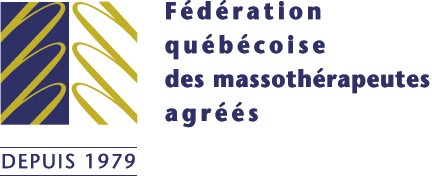 Fédération
québécoise
des massothérapeutes
agréés
DEPUIS 1979